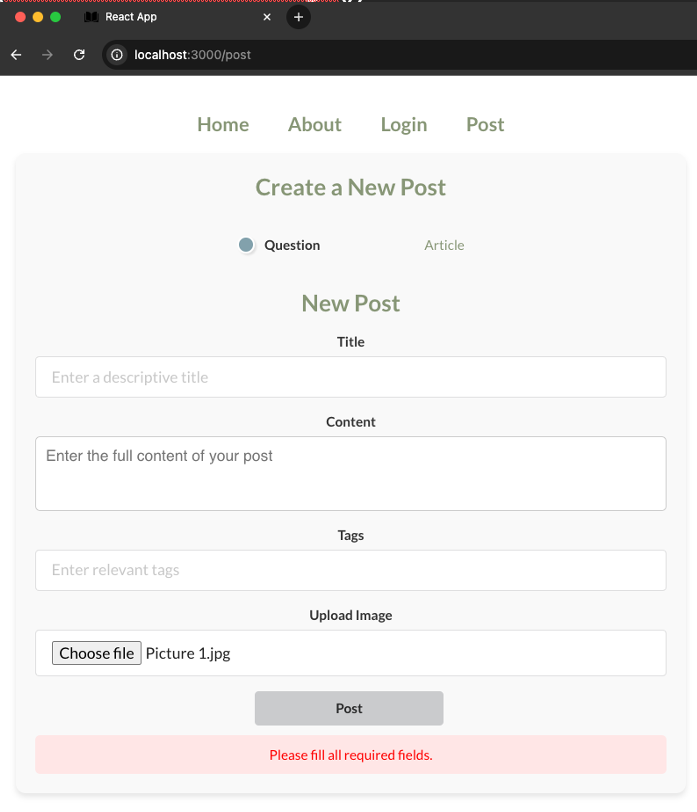 React App
localhost:3000/post
Home About Login Post
Create a New Post
Question Article
New Post
Title
Enter a descriptive title
Content
Enter the full content of your post
Tags
Enter relevant tags
Upload Image
Choose file Picture 1.jpg
Post
Please fill all required fields.